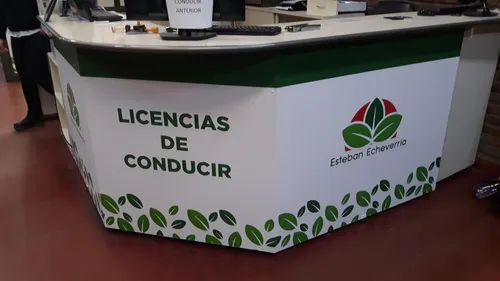 CONDUCIR
ANTERIOR
LICENCIAS
DE
CONDUCIR
Esteban Echeverría